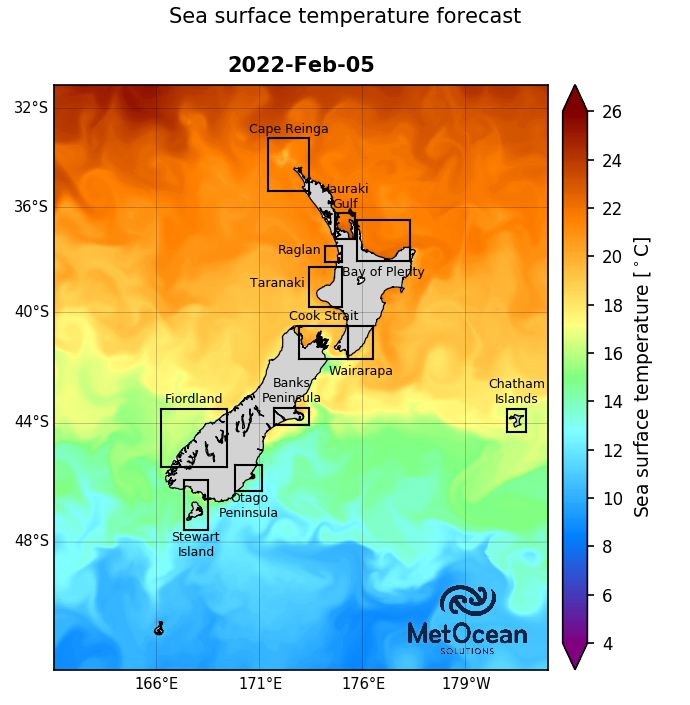 Sea surface temperature forecast
2022-Feb-05
32°S
36°S
40°S
44°S
48°S
166°E
171°E
176°E
179°W
Cape Reinga
Hauraki
Gulf
Raglan
Bay of Plenty
Taranaki
Cook Strait
Wairarapa
Banks
Peninsula
Fiordland
Chatham
Islands
Otago
Peninsula
Stewart
Island
MetOcean
SOLUTIONS
26
24
22
20
18
16
14
12
10
8
6
4
Sea surface temperature [°C]